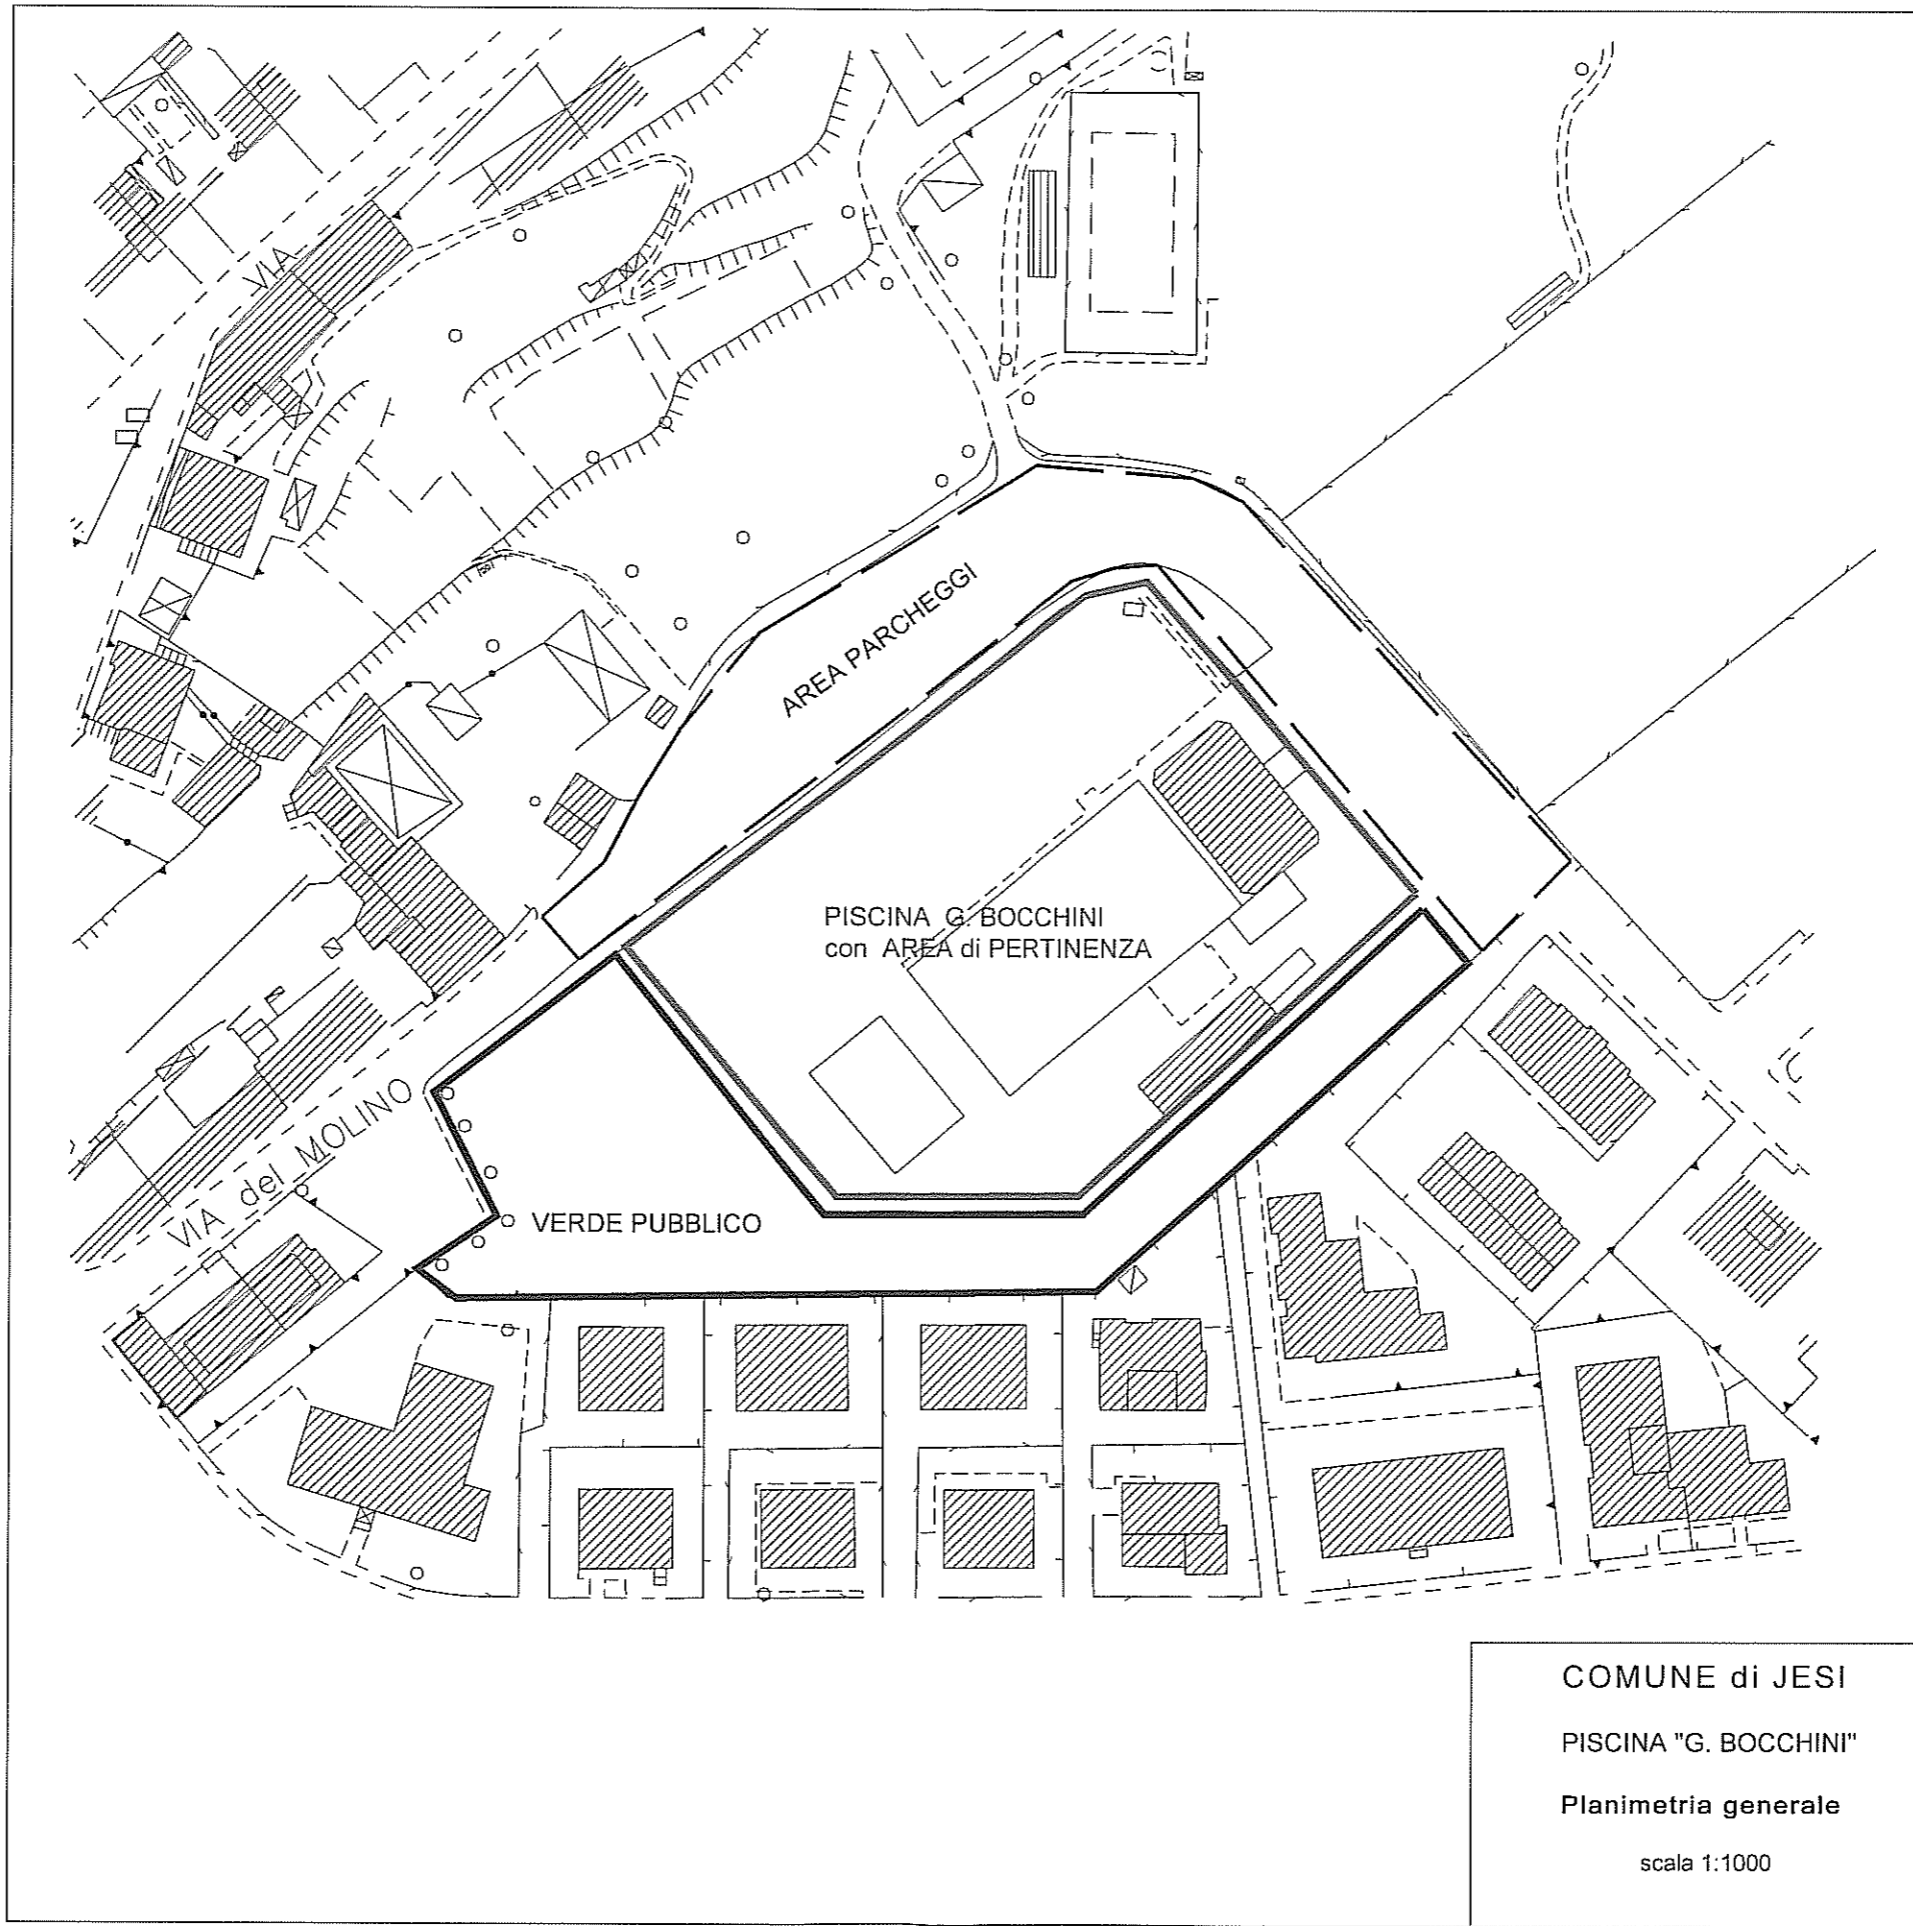 VIA
AREA PARCHEGGI
PISCINA G. BOCCHINI
con AREA di PERTINENZA
VIA del MOLINO
VERDE PUBBLICO
COMUNE di JESI
PISCINA "G. BOCCHINI"
Planimetria generale
scala 1:1000